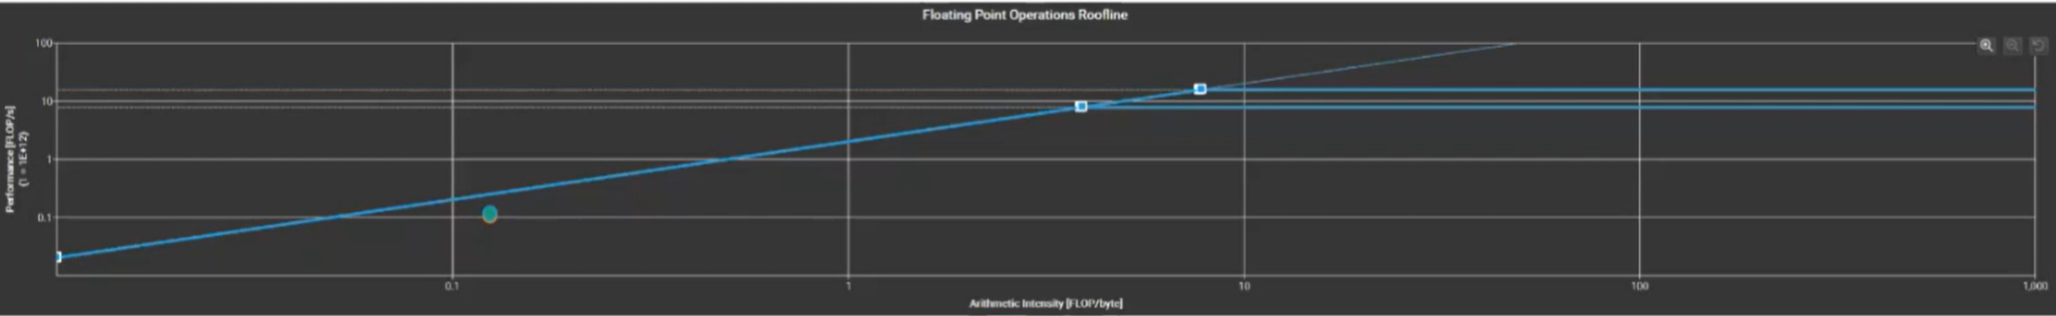 Floating Point Operations Roofline
100
10
1
0.1
Performance [FLOP/s]
(1 = 1E+12)
0.1
1
10
100
1,000
Arithmetic Intensity [FLOP/byte]